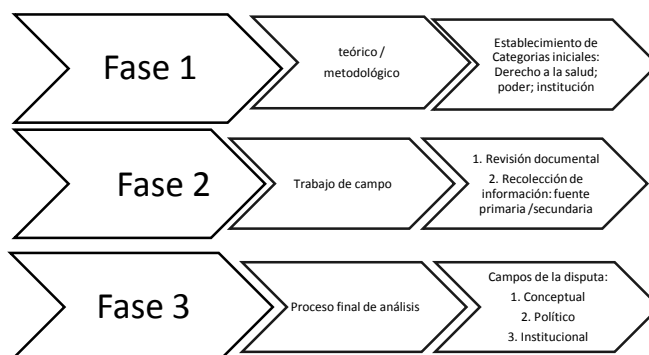 Fase 1
teórico /
metodológico
Establecimiento de
Categorias iniciales:
Derecho a la salud;
poder; institución
Fase 2
Trabajo de campo
1. Revisión documental
2. Recolección de
información: fuente
primaria /secundaria
Fase 3
Proceso final de análisis
Campos de la disputa:
1. Conceptual
2. Político
3. Institucional